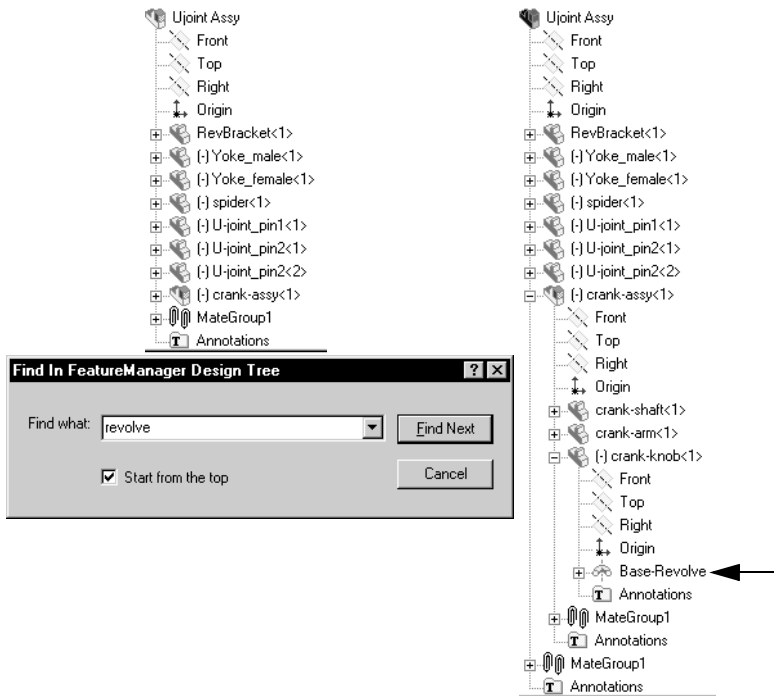 Ujoint Assy
Front
Top
Right
Origin
RevBracket<1>
(-) Yoke_male<1>
(-) Yoke_female<1>
(-) spider<1>
(-) U-joint_pin1<1>
(-) U-joint_pin2<1>
(-) U-joint_pin2<2>
(-) crank-assy<1>
MateGroup1
Annotations
Find In FeatureManager Design Tree
Find what: revolve
Find Next
Start from the top
Cancel
Ujoint Assy
Front
Top
Right
Origin
RevBracket<1>
(-) Yoke_male<1>
(-) Yoke_female<1>
(-) spider<1>
(-) U-joint_pin1<1>
(-) U-joint_pin2<1>
(-) U-joint_pin2<2>
(-) crank-assy<1>
Front
Top
Right
Origin
crank-shaft<1>
crank-arm<1>
(-) crank-knob<1>
Front
Top
Right
Origin
Base-Revolve
Annotations
MateGroup1
Annotations
MateGroup1
Annotations